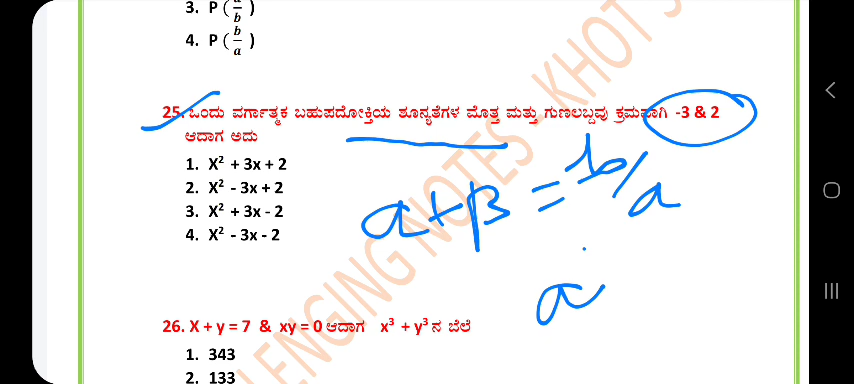 3. P (a/b)
4. P (b/a)
25. ಒಂದು ವರ್ಗಾತ್ಮಕ ಬಹುಪದೋಕ್ತಿಯ ಶೂನ್ಯತೆಗಳ ಮೊತ್ತ ಮತ್ತು ಗುಣಲಬ್ದವು ಕ್ರಮವಾಗಿ -3 & 2
ಆದಾಗ ಅದು
1. X² + 3x + 2
2. X² - 3x + 2
3. X² + 3x - 2
4. X² - 3x - 2
α+β = b/a
α
26. X + y = 7 & xy = 0 ಆದಾಗ x³ + y³ ನ ಬೆಲೆ
1. 343
2. 133
ENGING NOTES - KHOT S